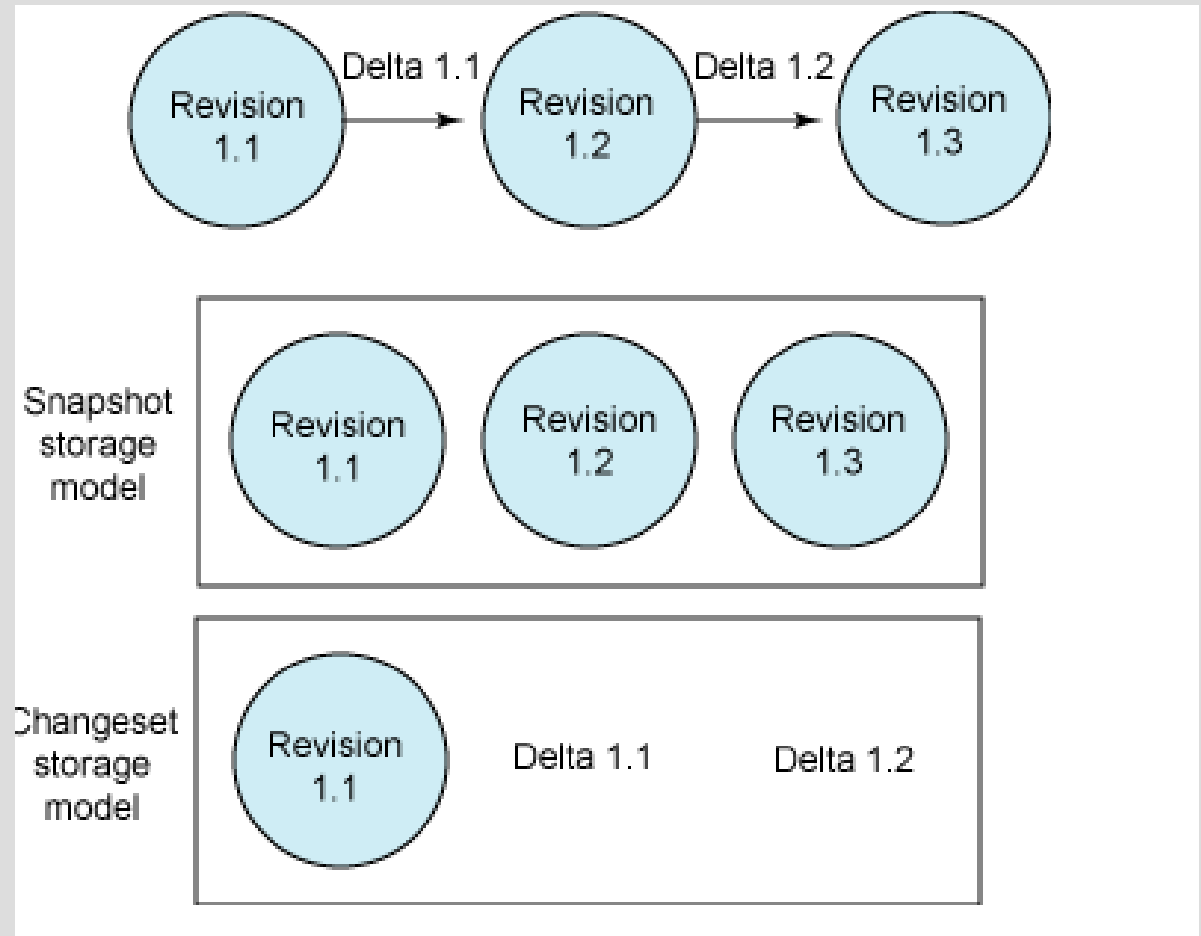 Delta 1.1
Delta 1.2
Revision
1.1
Revision
1.2
Revision
1.3
Snapshot
storage
model
Revision
1.1
Revision
1.2
Revision
1.3
Changeset
storage
model
Revision
1.1
Delta 1.1
Delta 1.2